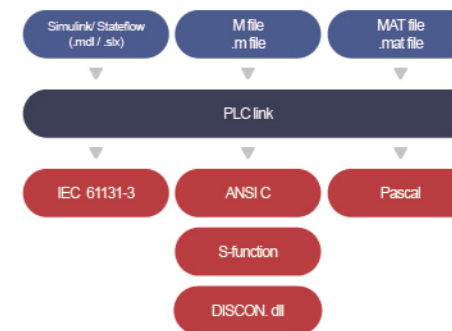 Simulink/ Stateflow
(.mdl / .slx)
M file
.m file
MAT file
.mat file
PLC link
IEC 61131-3
ANSI C
Pascal
S-function
DISCON. dll